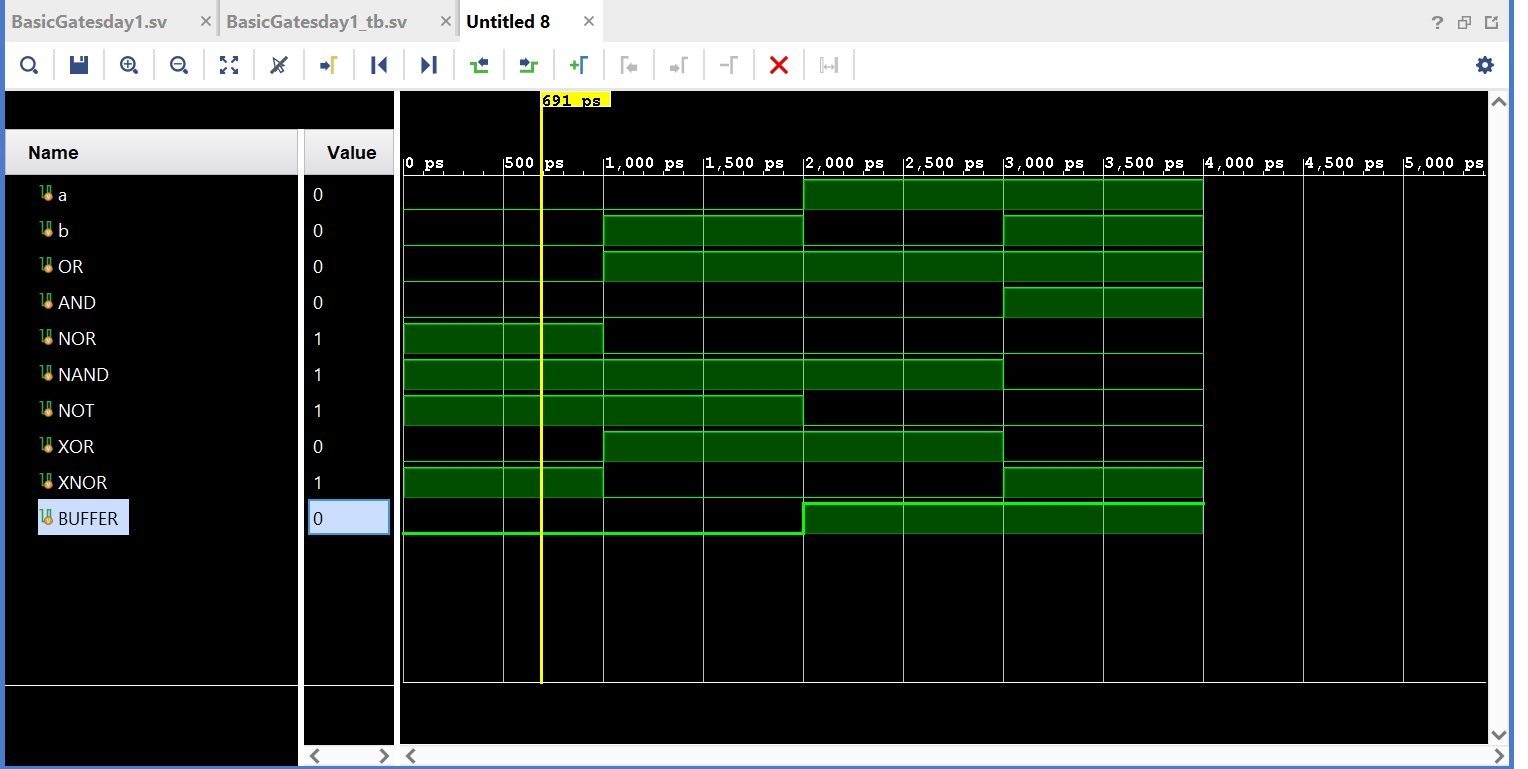 BasicGatesday1.sv × BasicGatesday1_tb.sv × Untitled 8 × ?
691 ps
Name Value
0 ps 500 ps 1,000 ps 1,500 ps 2,000 ps 2,500 ps 3,000 ps 3,500 ps 4,000 ps 4,500 ps 5,000 ps
a 0
b 0
OR 0
AND 0
NOR 1
NAND 1
NOT 1
XOR 0
XNOR 1
BUFFER 0